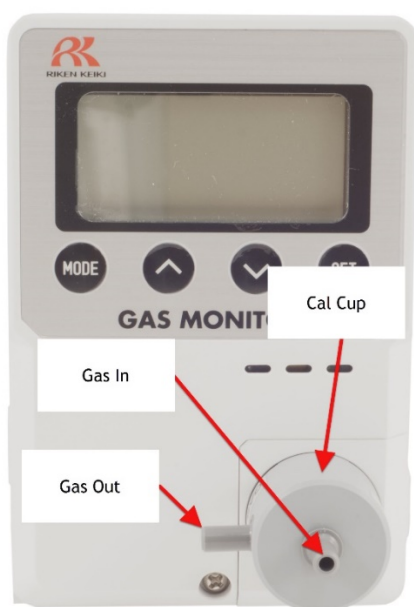 RIKEN KEIKI
MODE
Cal Cup
GAS MONIT
Gas In
Gas Out